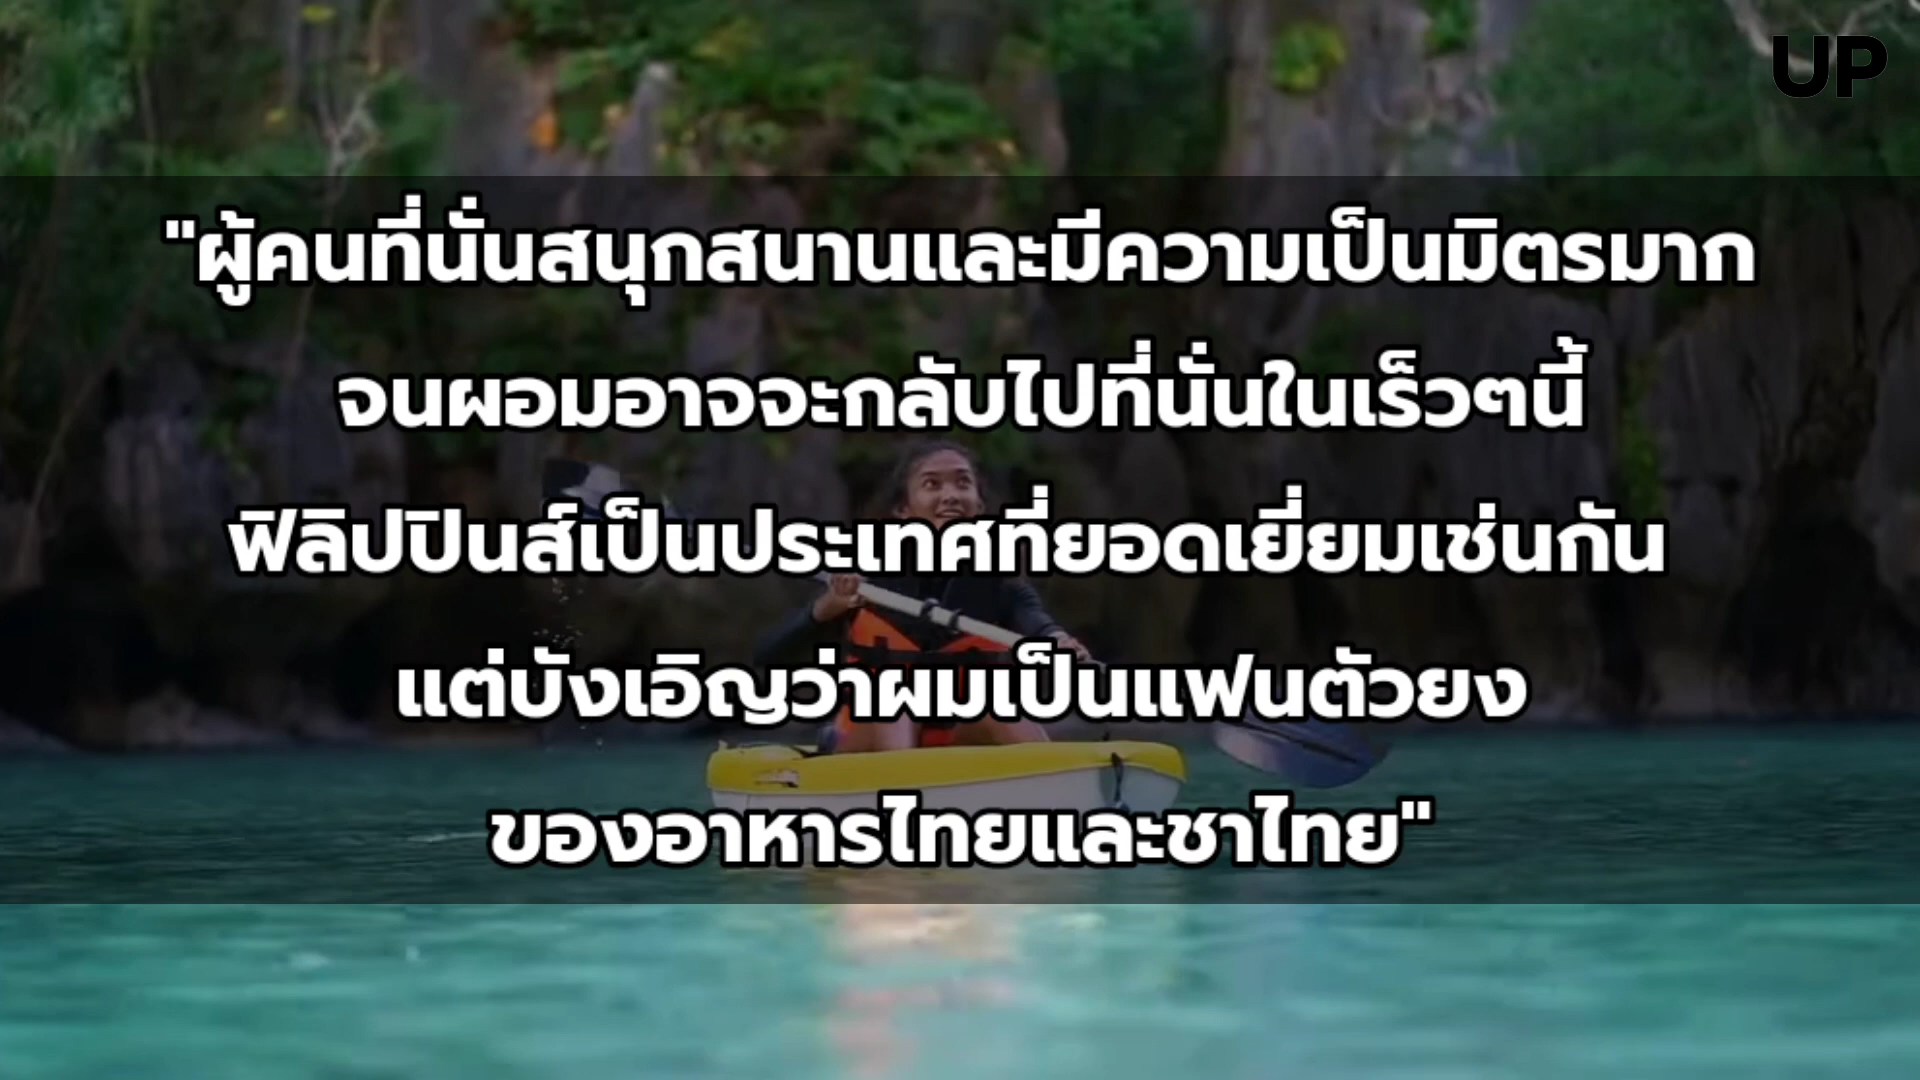 UP
"ผู้คนที่นั่นสนุกสนานและมีความเป็นมิตรมาก
จนผอมอาจจะกลับไปที่นั่นในเร็วๆนี้
ฟิลิปปินส์เป็นประเทศที่ยอดเยี่ยมเช่นกัน
แต่บังเอิญว่าผมเป็นแฟนตัวยง
ของอาหารไทยและชาไทย"